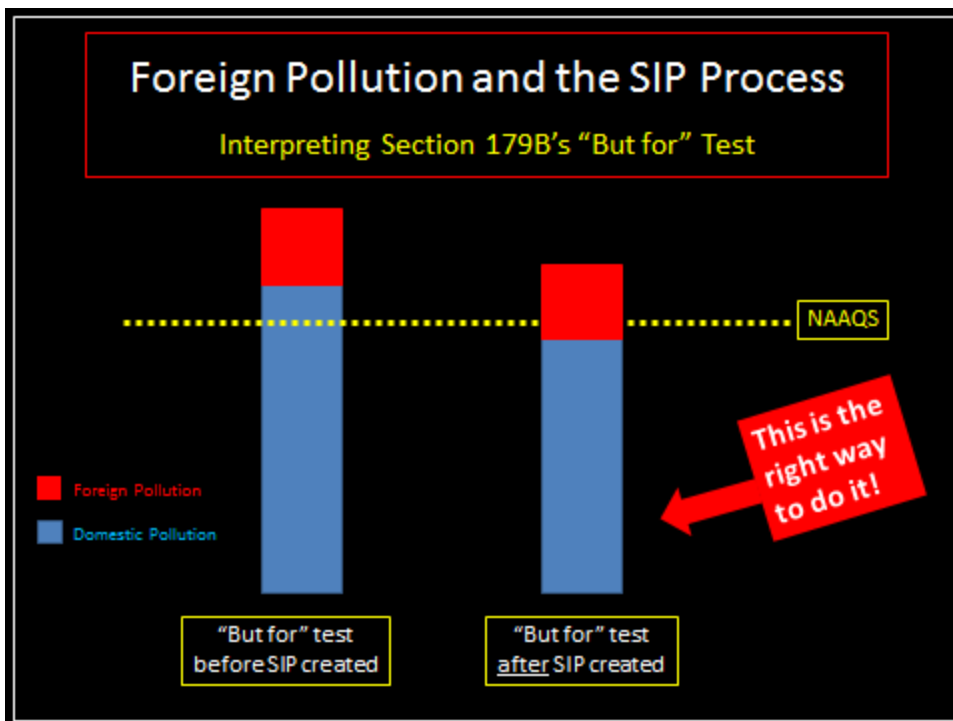 Foreign Pollution and the SIP Process
Interpreting Section 179B's “But for” Test
NAAQS
This is the
right way
to do it!
Foreign Pollution
Domestic Pollution
“But for” test
before SIP created
“But for” test
after SIP created